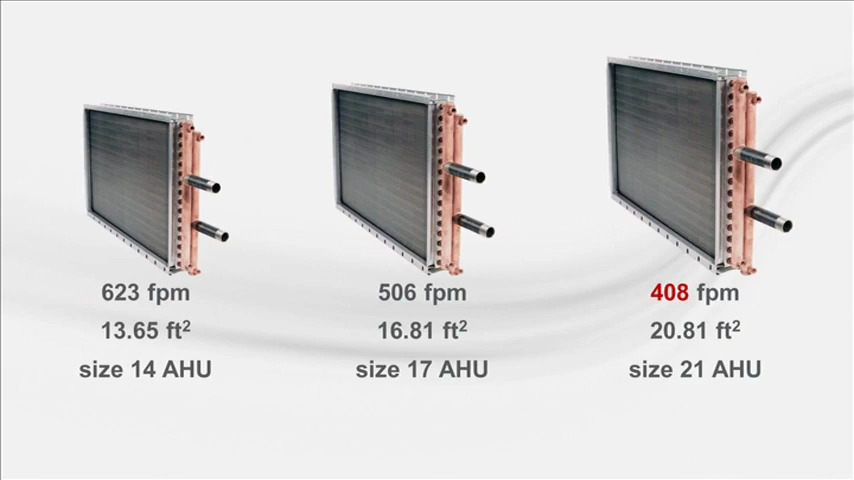 623 fpm
13.65 ft²
size 14 AHU
506 fpm
16.81 ft²
size 17 AHU
408 fpm
20.81 ft²
size 21 AHU